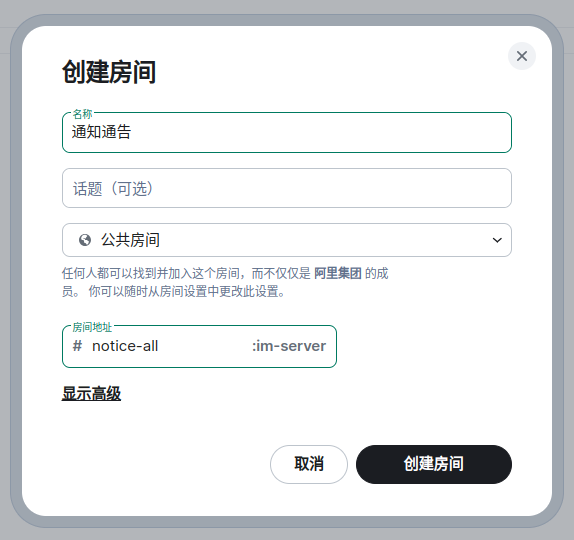 创建房间
名称
通知通告
话题（可选）
公共房间
任何人都可以找到并加入这个房间，而不仅仅是 阿里集团 的成
员。 你可以随时从房间设置中更改此设置。
房间地址
# notice-all :im-server
显示高级
取消 创建房间